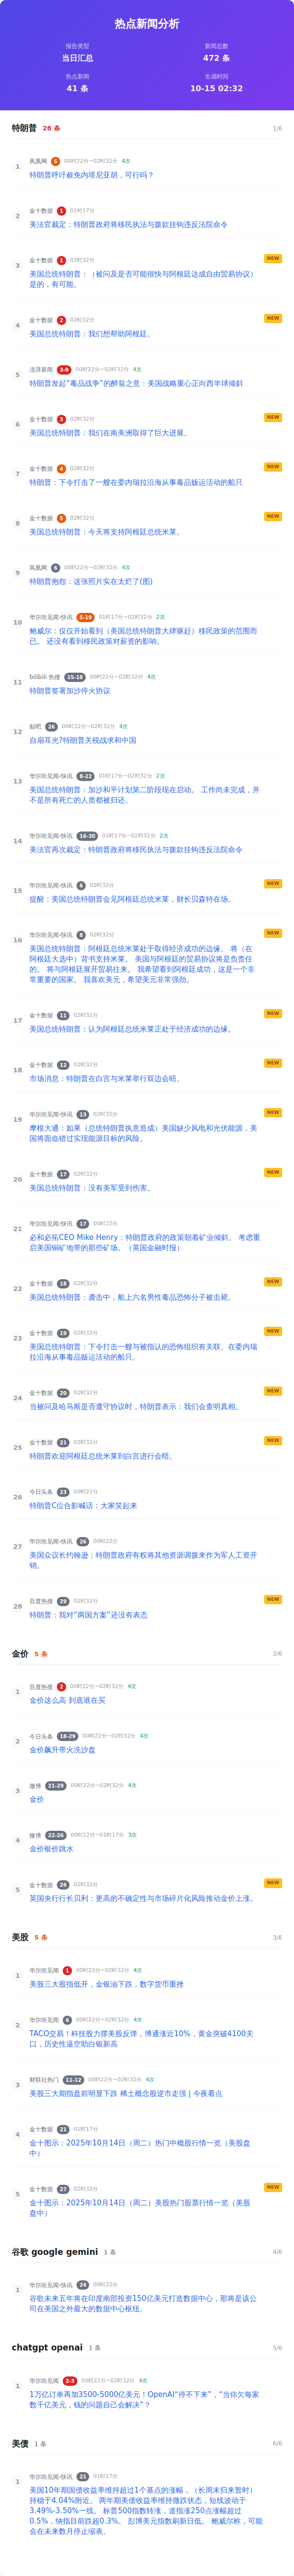 热点新闻分析
报告类型
新闻总数
当日汇总
472 条
热点新闻
生成时间
41 条
10-15 02:32
特朗普 28 条 1/6
1
凤凰网 5 00时22分~02时32分 4次
特朗普呼吁赦免内塔尼亚胡，可行吗？
2
金十数据 1 01时17分
美法官裁定：特朗普政府将移民执法与拨款挂钩违反法院命令
3
金十数据 1 02时32分 NEW
美国总统特朗普：（被问及是否可能很快与阿根廷达成自由贸易协议）
是的，有可能。
4
金十数据 2 02时32分 NEW
美国总统特朗普：我们想帮助阿根廷。
5
澎湃新闻 3-9 00时22分~02时32分 4次
特朗普发起“毒品战争”的醉翁之意：美国战略重心正向西半球倾斜
6
金十数据 3 02时32分 NEW
美国总统特朗普：我们在南美洲取得了巨大进展。
7
金十数据 4 02时32分 NEW
特朗普：下令打击了一艘在委内瑞拉沿海从事毒品贩运活动的船只
8
金十数据 5 02时32分 NEW
美国总统特朗普：今天将支持阿根廷总统米莱。
9
凤凰网 6 00时22分~02时32分 4次
特朗普抱怨：这张照片实在太烂了(图)
10
华尔街见闻-快讯 5-19 01时17分~02时32分 2次
鲍威尔：仅仅开始看到（美国总统特朗普大肆驱赶）移民政策的范围而
已。 还没有看到移民政策对薪资的影响。
11
bilibili 热搜 15-18 00时22分~02时32分 4次
特朗普签署加沙停火协议
12
贴吧 26 00时22分~02时32分 4次
自扇耳光?特朗普关税战求和中国
13
华尔街见闻-快讯 8-22 01时17分~02时32分 2次
美国总统特朗普：加沙和平计划第二阶段现在启动。 工作尚未完成，并
不是所有死亡的人质都被归还。
14
华尔街见闻-快讯 16-30 01时17分~02时32分 2次
美法官再次裁定：特朗普政府将移民执法与拨款挂钩违反法院命令
15
华尔街见闻-快讯 6 02时32分 NEW
提醒：美国总统特朗普会见阿根廷总统米莱，财长贝森特在场。
16
华尔街见闻-快讯 8 02时32分 NEW
美国总统特朗普：阿根廷总统米莱处于取得经济成功的边缘。 将（在
阿根廷大选中）背书支持米莱。 美国与阿根廷的贸易协议将是负责任
的。 将与阿根廷展开贸易往来。 我希望看到阿根廷成功，这是一个非
常重要的国家。 我喜欢美元，希望美元非常强劲。
17
金十数据 11 02时32分 NEW
美国总统特朗普：认为阿根廷总统米莱正处于经济成功的边缘。
18
金十数据 12 02时32分 NEW
市场消息：特朗普在白宫与米莱举行双边会晤。
19
华尔街见闻-快讯 13 02时32分 NEW
摩根大通：如果（总统特朗普执意造成）美国缺少风电和光伏能源，美
国将面临错过实现能源目标的风险。
20
金十数据 17 02时32分 NEW
美国总统特朗普：没有美军受到伤害。
21
华尔街见闻-快讯 17 00时22分
必和必拓CEO Mike Henry：特朗普政府的政策朝着矿业倾斜。 考虑重
启美国铜矿地带的那些矿场。（英国金融时报）
22
金十数据 18 02时32分 NEW
美国总统特朗普：袭击中，船上六名男性毒品恐怖分子被击毙。
23
金十数据 19 02时32分 NEW
美国总统特朗普：下令打击一艘与被指认的恐怖组织有关联、在委内瑞
拉沿海从事毒品贩运活动的船只。
24
金十数据 20 02时32分 NEW
当被问及哈马斯是否遵守协议时，特朗普表示：我们会查明真相。
25
金十数据 21 02时32分 NEW
特朗普欢迎阿根廷总统米莱到白宫进行会晤。
26
今日头条 23 00时22分
特朗普C位合影喊话：大家笑起来
27
华尔街见闻-快讯 26 00时22分
美国众议长约翰逊：特朗普政府有权将其他资源调拨来作为军人工资开
销。
28
百度热搜 29 02时32分 NEW
特朗普：我对“两国方案”还没有表态
金价 5 条 2/6
1
百度热搜 2 00时22分~02时32分 4次
金价这么高 到底谁在买
2
今日头条 18-29 00时22分~02时32分 4次
金价飙升带火洗沙盘
3
微博 21-29 00时22分~02时32分 4次
金价
4
微博 22-26 00时22分~01时17分 3次
金价银价跳水
5
金十数据 26 02时32分 NEW
英国央行行长贝利：更高的不确定性与市场碎片化风险推动金价上涨。
美股 5 条 3/6
1
华尔街见闻 1 00时22分~02时32分 4次
美股三大股指低开，金银油下跌，数字货币重挫
2
华尔街见闻 6 00时22分~02时32分 4次
TACO交易！科技股力撑美股反弹，博通涨近10%，黄金突破4100关
口，历史性逼空助白银新高
3
财联社热门 11-12 00时22分~02时32分 4次
美股三大期指盘前明显下跌 稀土概念股逆市走强 | 今夜看点
4
金十数据 21 01时17分
金十图示：2025年10月14日（周二）热门中概股行情一览（美股盘
中）
5
金十数据 27 02时32分 NEW
金十图示：2025年10月14日（周二）美股热门股票行情一览（美股
盘中）
谷歌 google gemini 1 条 4/6
1
华尔街见闻-快讯 24 00时22分
谷歌未来五年将在印度南部投资150亿美元打造数据中心，那将是该公
司在美国之外最大的数据中心枢纽。
chatgpt openai 1 条 5/6
1
华尔街见闻 2-3 00时22分~02时32分 4次
1万亿订单再加3500-5000亿美元！OpenAI“停不下来”，“当你欠每家
数千亿美元，钱的问题自己会解决”？
美债 1 条 6/6
1
华尔街见闻-快讯 21 01时17分
美国10年期国债收益率维持超过1个基点的涨幅，（长周末归来暂时）
持稳于4.04%附近。 两年期美债收益率维持微跌状态，短线波动于
3.49%-3.50%一线。 标普500指数转涨，道指涨250点涨幅超过
0.5%，纳指目前跌超0.3%。 彭博美元指数刷新日低。 鲍威尔称，可能
会在未来数月停止缩表。